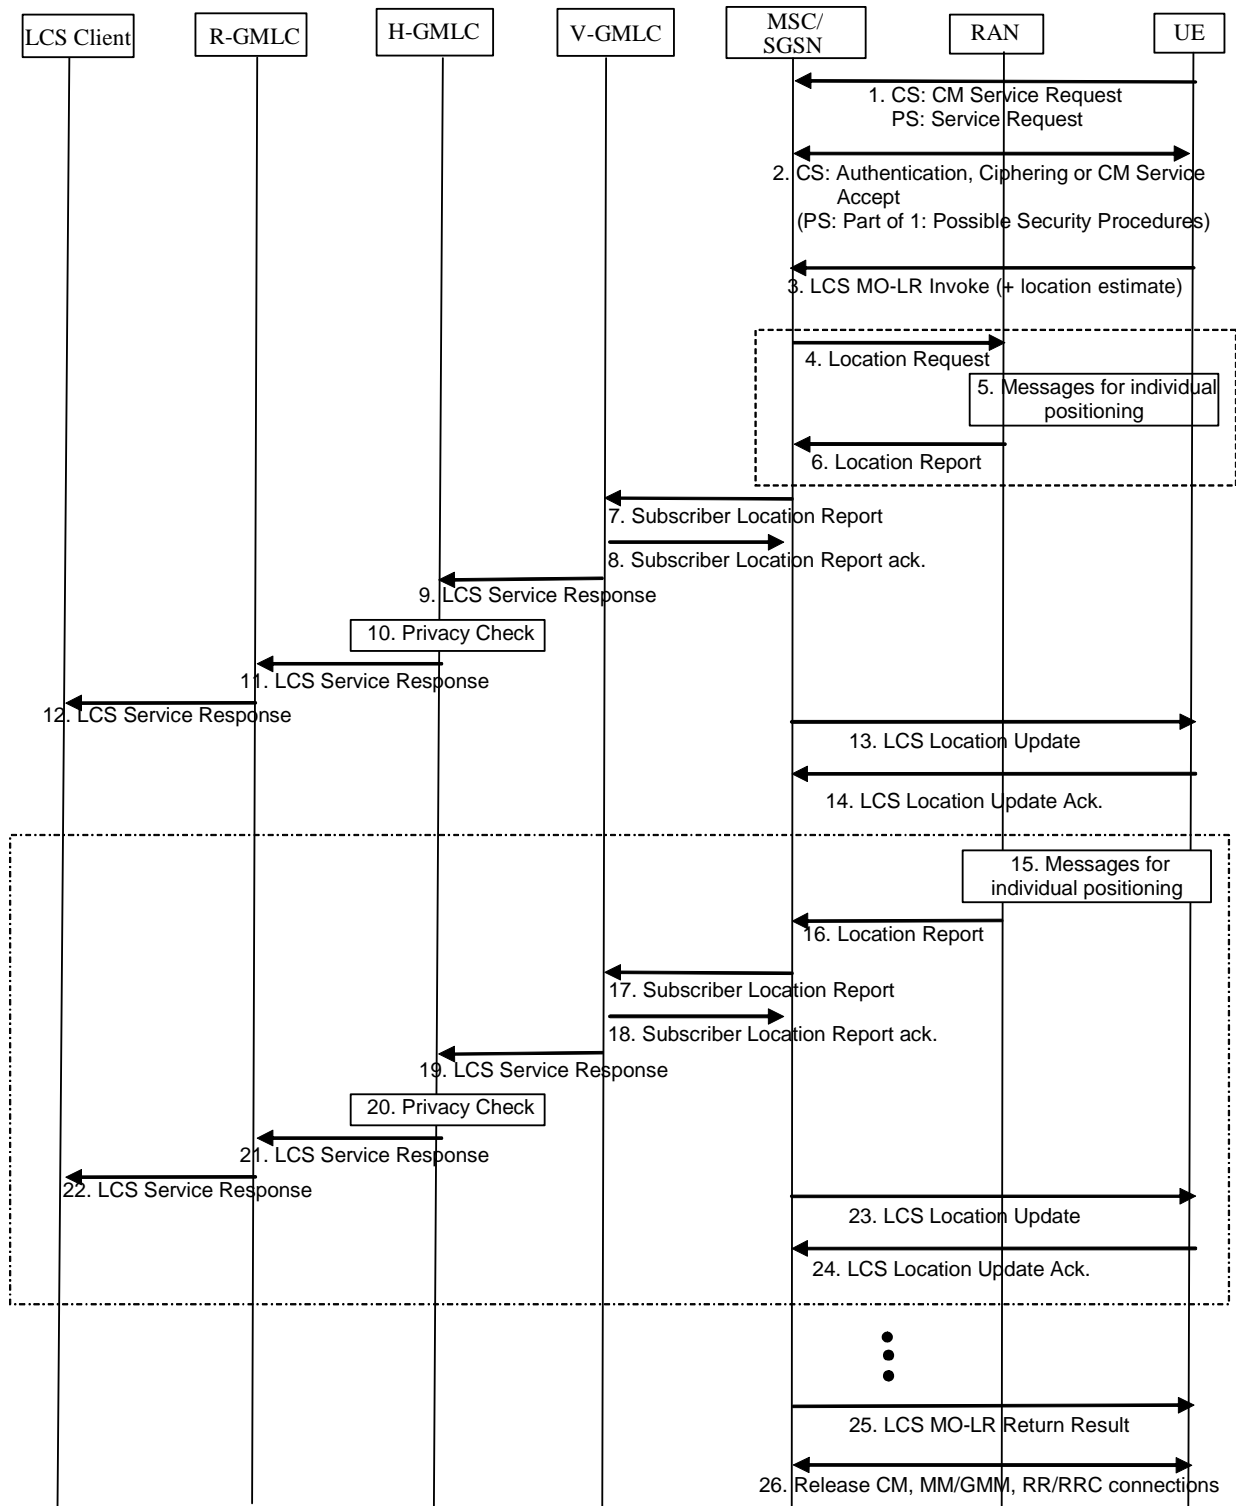 LCS Client
R-GMLC
H-GMLC
V-GMLC
MSC/
SGSN
RAN
UE
1. CS: CM Service Request
PS: Service Request
2. CS: Authentication, Ciphering or CM Service
Accept
(PS: Part of 1: Possible Security Procedures)
3. LCS MO-LR Invoke (+ location estimate)
4. Location Request
5. Messages for individual
positioning
6. Location Report
7. Subscriber Location Report
8. Subscriber Location Report ack.
9. LCS Service Response
10. Privacy Check
11. LCS Service Response
12. LCS Service Response
13. LCS Location Update
14. LCS Location Update Ack.
15. Messages for
individual positioning
16. Location Report
17. Subscriber Location Report
18. Subscriber Location Report ack.
19. LCS Service Response
20. Privacy Check
21. LCS Service Response
22. LCS Service Response
23. LCS Location Update
24. LCS Location Update Ack.
25. LCS MO-LR Return Result
26. Release CM, MM/GMM, RR/RRC connections